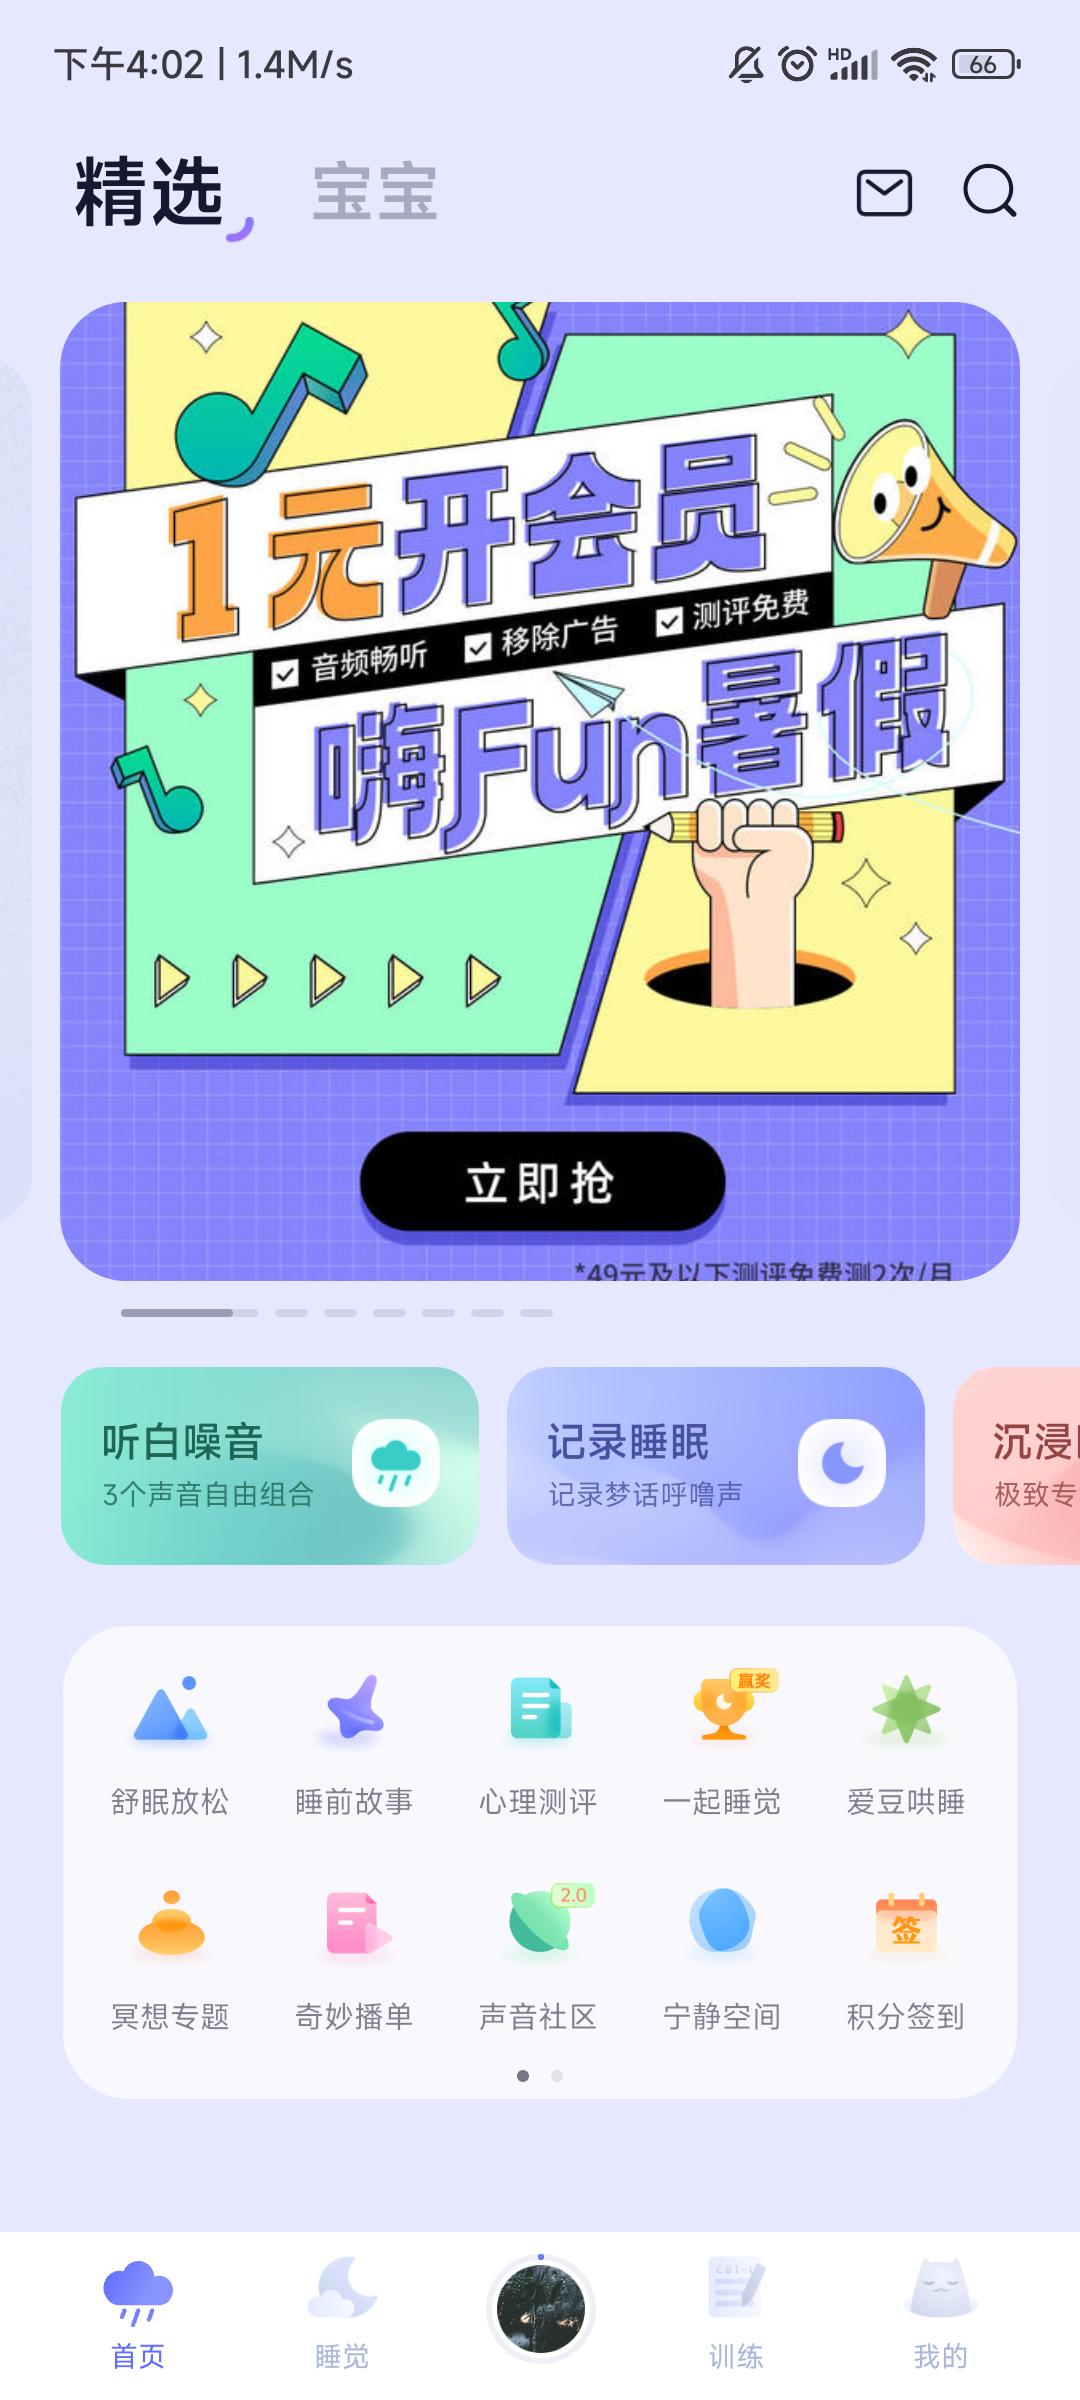 下午4:02 | 1.4M/s
HD
66
精选 宝宝
1元开会员
音频畅听 移除广告 测评免费
嗨Fun暑假
立即抢
*49元及以下测评免费测2次/月
听白噪音
3个声音自由组合
记录睡眠
记录梦话呼噜声
沉浸
极致专
赢奖
舒眠放松 睡前故事 心理测评 一起睡觉 爱豆哄睡
2.0
签
冥想专题 奇妙播单 声音社区 宁静空间 积分签到
CBT-I
首页 睡觉 训练 我的